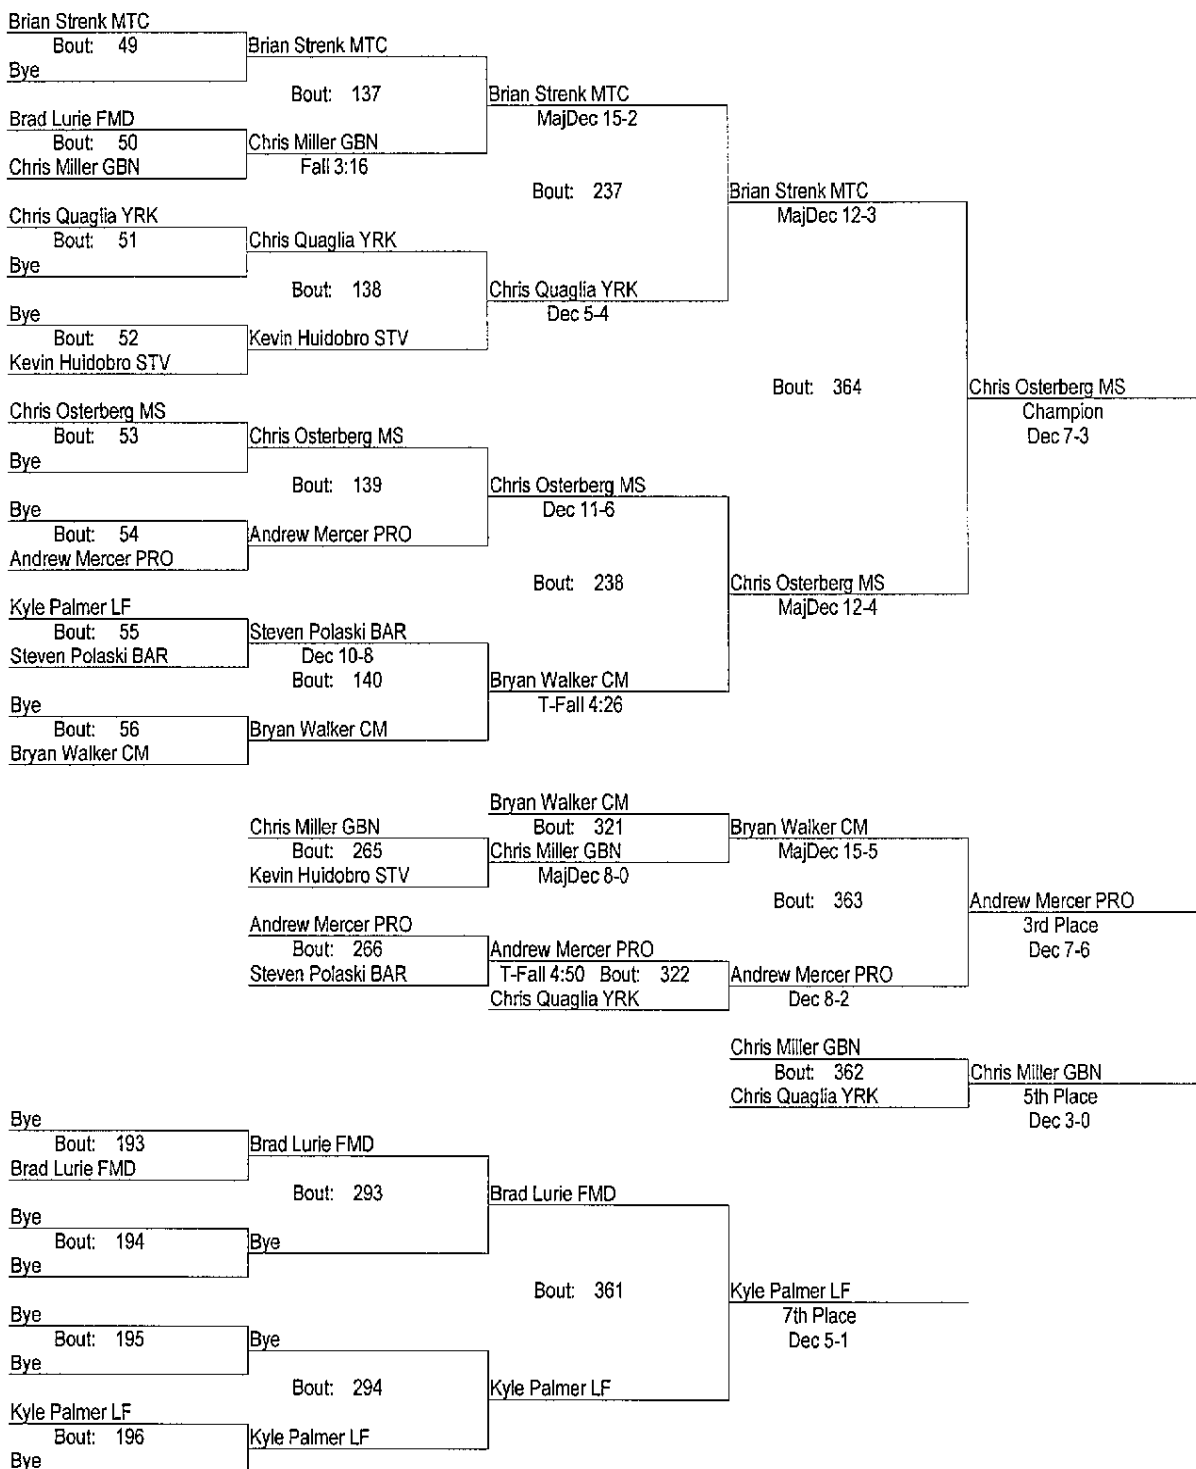 Brian Strenk MTC
Bout: 49
Bye
Brian Strenk MTC
Bout: 137
Brad Lurie FMD
Bout: 50
Chris Miller GBN
Chris Miller GBN
Fall 3:16
Brian Strenk MTC
MajDec 15-2
Bout: 237
Chris Quaglia YRK
Bout: 51
Bye
Chris Quaglia YRK
Bout: 138
Bye
Bout: 52
Kevin Huidobro STV
Kevin Huidobro STV
Chris Quaglia YRK
Dec 5-4
Brian Strenk MTC
MajDec 12-3
Bout: 364
Chris Osterberg MS
Champion
Dec 7-3
Chris Osterberg MS
Bout: 53
Bye
Chris Osterberg MS
Bout: 139
Bye
Bout: 54
Andrew Mercer PRO
Andrew Mercer PRO
Chris Osterberg MS
Dec 11-6
Bout: 238
Chris Osterberg MS
MajDec 12-4
Kyle Palmer LF
Bout: 55
Steven Polaski BAR
Steven Polaski BAR
Dec 10-8
Bout: 140
Bye
Bout: 56
Bryan Walker CM
Bryan Walker CM
Bryan Walker CM
T-Fall 4:26
Chris Miller GBN
Bout: 265
Kevin Huidobro STV
Bryan Walker CM
Bout: 321
Chris Miller GBN
MajDec 8-0
Bryan Walker CM
MajDec 15-5
Bout: 363
Andrew Mercer PRO
3rd Place
Dec 7-6
Andrew Mercer PRO
Bout: 266
Steven Polaski BAR
Andrew Mercer PRO
T-Fall 4:50 Bout: 322
Chris Quaglia YRK
Andrew Mercer PRO
Dec 8-2
Chris Miller GBN
Bout: 362
Chris Quaglia YRK
Chris Miller GBN
5th Place
Dec 3-0
Bye
Bout: 193
Brad Lurie FMD
Brad Lurie FMD
Bout: 293
Bye
Bout: 194
Bye
Bye
Brad Lurie FMD
Bout: 361
Kyle Palmer LF
7th Place
Dec 5-1
Bye
Bout: 195
Bye
Bye
Bout: 294
Kyle Palmer LF
Kyle Palmer LF
Bout: 196
Bye
Kyle Palmer LF